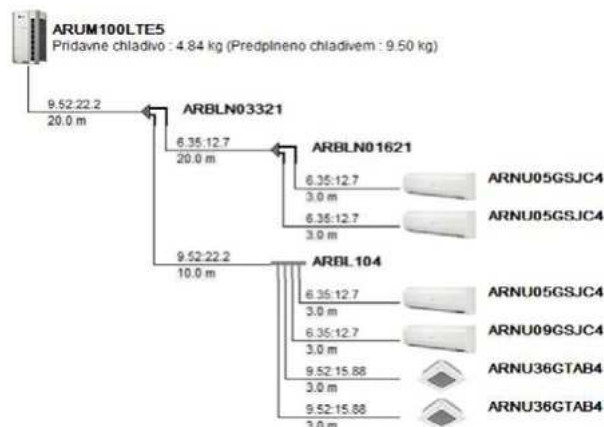 ARUM100LTE5
Pridavne chladivo : 4.84 kg (Predplneno chladivem : 9.50 kg)
9.52:22.2
20.0 m
ARBLN03321
6.35:12.7
20.0 m
ARBLN01621
6.35:12.7
3.0 m
ARNU05GSJC4
6.35:12.7
3.0 m
ARNU05GSJC4
9.52:22.2
10.0 m
ARBL104
6.35:12.7
3.0 m
ARNU05GSJC4
6.35:12.7
3.0 m
ARNU09GSJC4
9.52:15.88
3.0 m
ARNU36GTAB4
9.52:15.88
3.0 m
ARNU36GTAB4